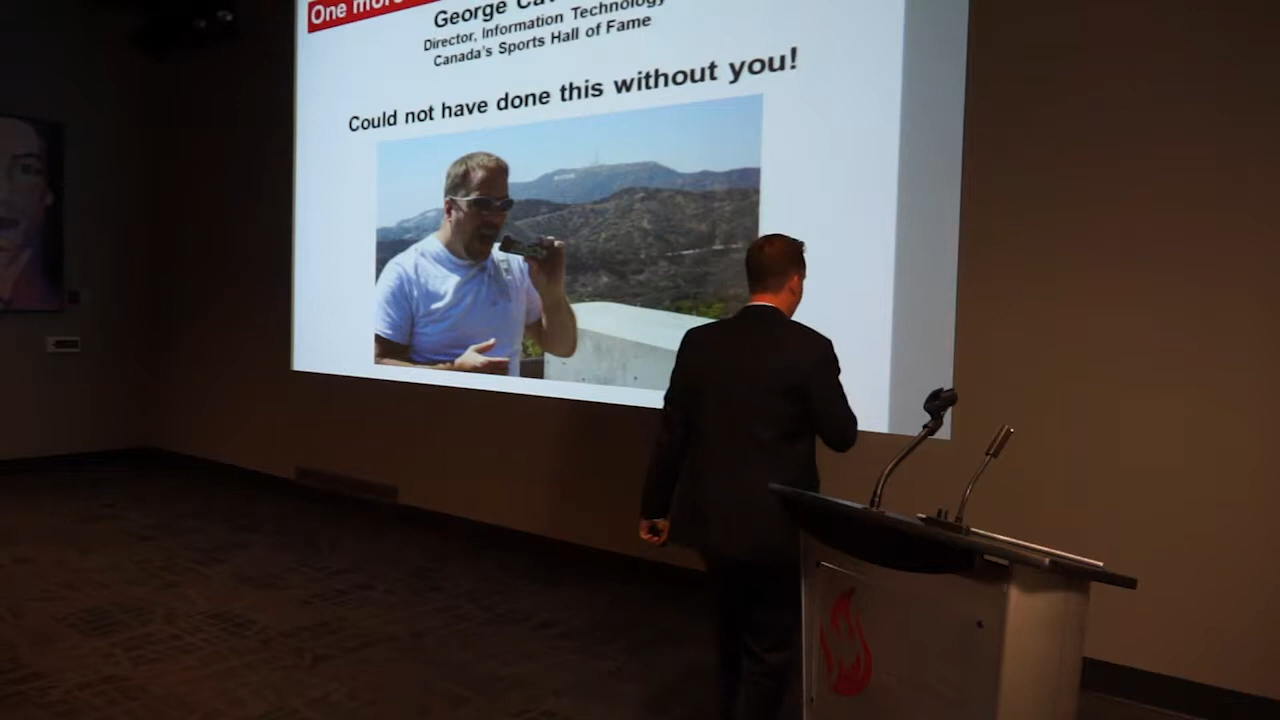 One more
George
Director, Information Technology
Canada's Sports Hall of Fame
Could not have done this without you!